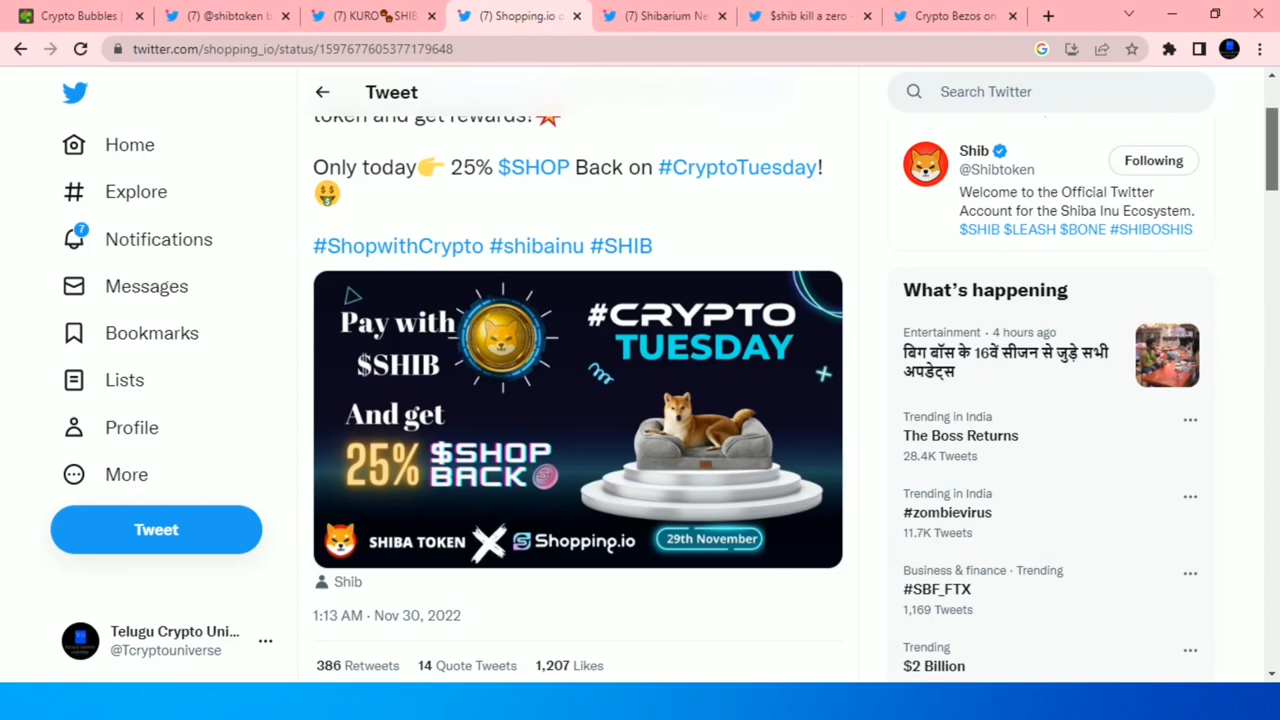 Crypto Bubbles |
(7) @shibtoken b
(7) KURO SHIB
(7) Shopping.io o
(7) Shibarium Ne
$shib kill a zero
Crypto Bezos on
twitter.com/shopping_io/status/1597677605377179648
Home
Explore
7
Notifications
Messages
Bookmarks
Lists
Profile
More
Tweet
Telugu Crypto Uni...
@Tcryptouniverse
Tweet
token and get rewards!💥
Only today👉 25% $SHOP Back on #CryptoTuesday!
🤑
#ShopwithCrypto #shibainu #SHIB
Pay with
$SHIB
And get
25% $SHOP
BACK
#CRYPTO
TUESDAY
SHIBA TOKEN X Shopping.io
29th November
Shib
1:13 AM · Nov 30, 2022
386 Retweets 14 Quote Tweets 1,207 Likes
Search Twitter
Shib
@Shibtoken
Following
Welcome to the Official Twitter
Account for the Shiba Inu Ecosystem.
$SHIB $LEASH $BONE #SHIBOSHIS
What's happening
Entertainment · 4 hours ago
बिग बॉस के 16वें सीजन से जुड़े सभी
अपडेट्स
Trending in India
The Boss Returns
28.4K Tweets
Trending in India
#zombievirus
11.7K Tweets
Business & finance · Trending
#SBF_FTX
1,169 Tweets
Trending
$2 Billion